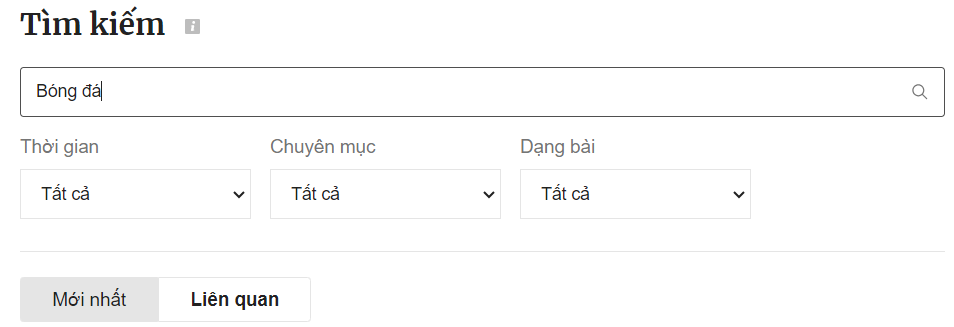 Tìm kiếm
Bóng đá
Thời gian Chuyên mục Dạng bài
Tất cả Tất cả Tất cả
Mới nhất Liên quan